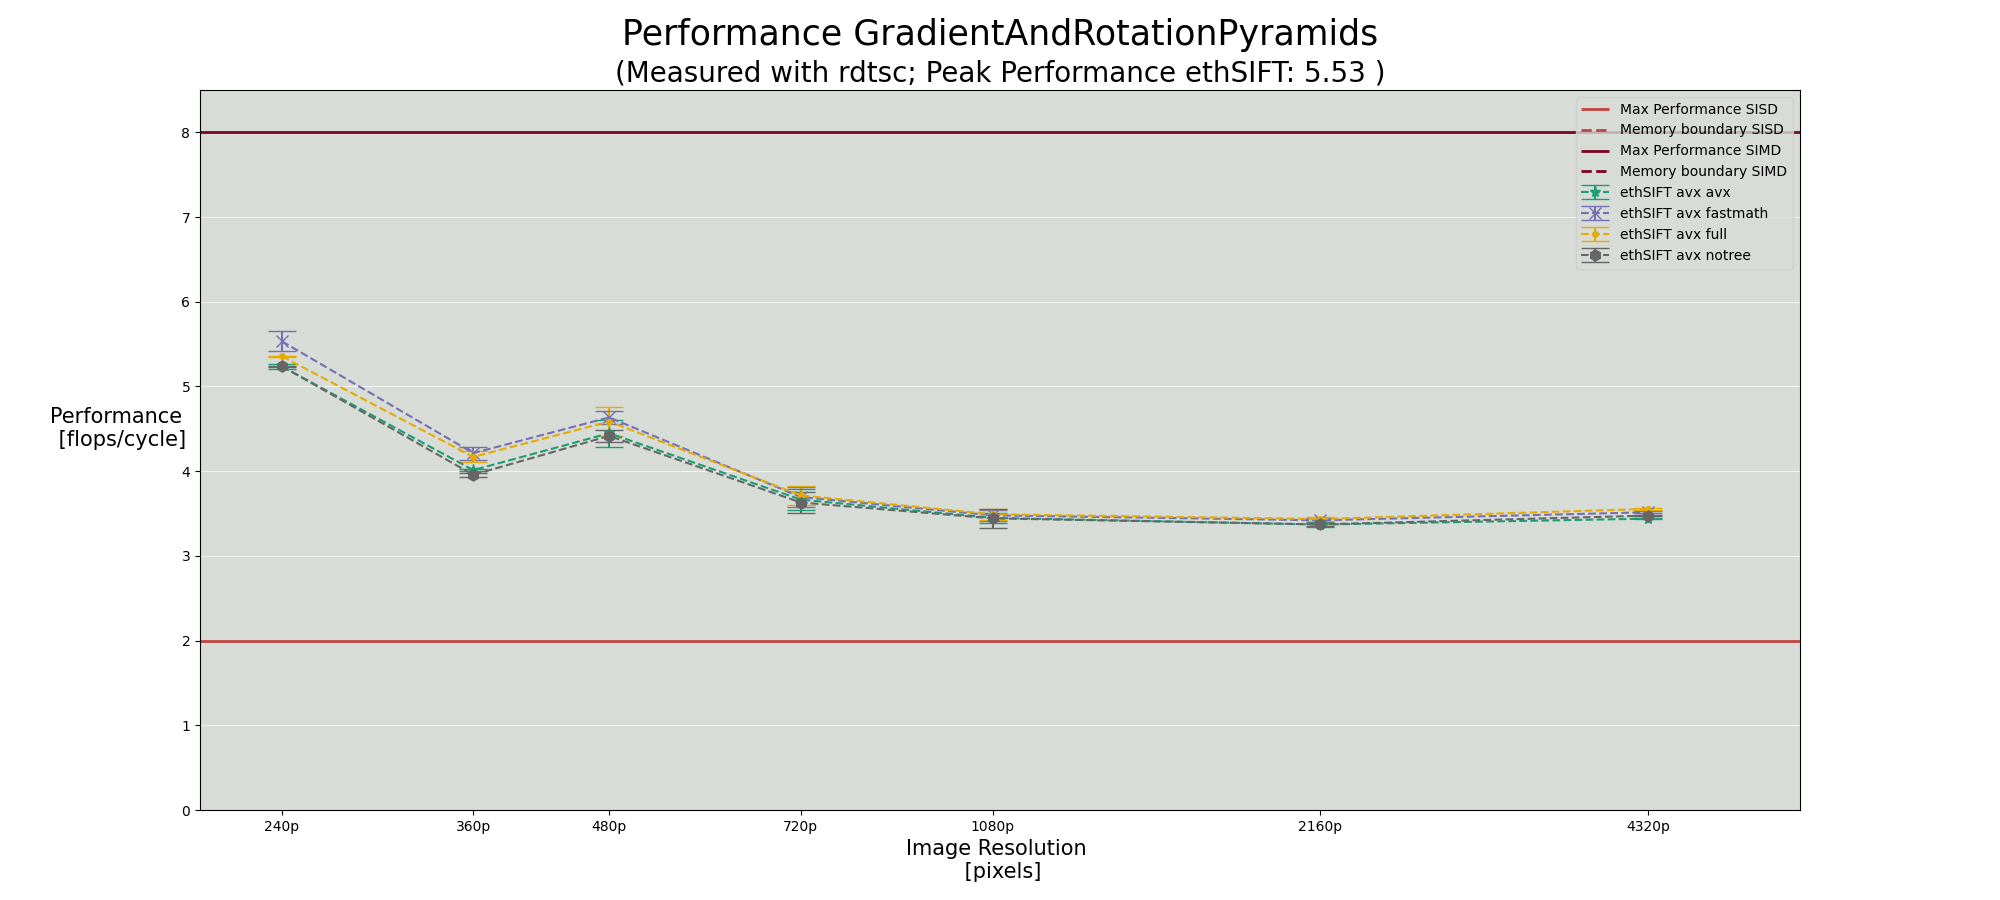 Performance GradientAndRotationPyramids
(Measured with rdtsc; Peak Performance ethSIFT: 5.53 )
Max Performance SISD
Memory boundary SISD
Max Performance SIMD
Memory boundary SIMD
ethSIFT avx avx
ethSIFT avx fastmath
ethSIFT avx full
ethSIFT avx notree
8
7
6
5
4
3
2
1
0
Performance
[flops/cycle]
240p 360p 480p 720p 1080p 2160p 4320p
Image Resolution
[pixels]